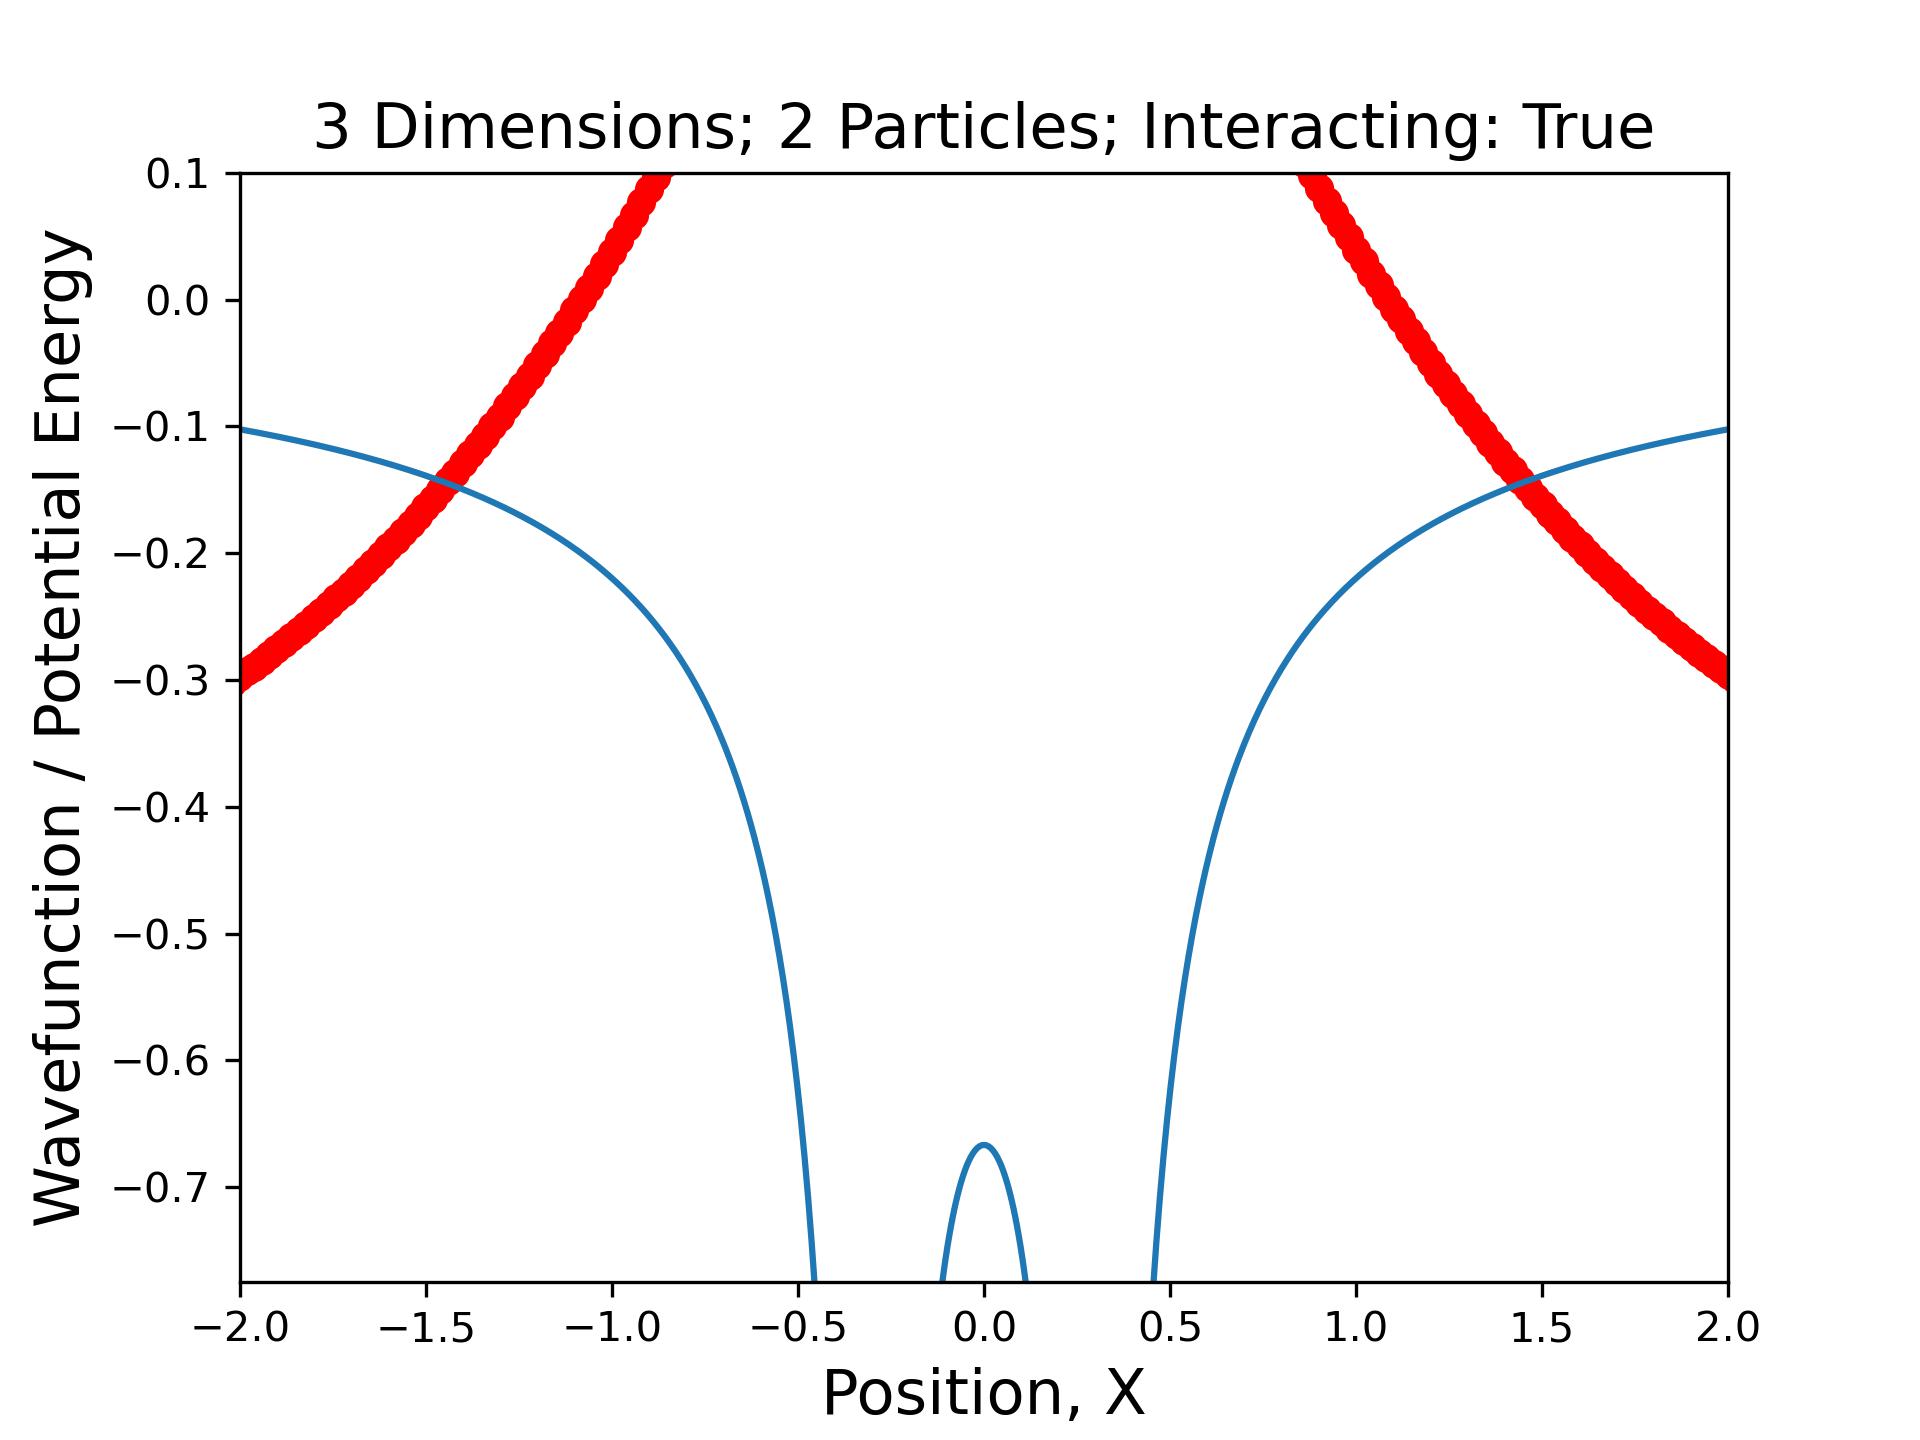 3 Dimensions; 2 Particles; Interacting: True
Wavefunction / Potential Energy
0.1
0.0
−0.1
−0.2
−0.3
−0.4
−0.5
−0.6
−0.7
−2.0 −1.5 −1.0 −0.5 0.0 0.5 1.0 1.5 2.0
Position, X